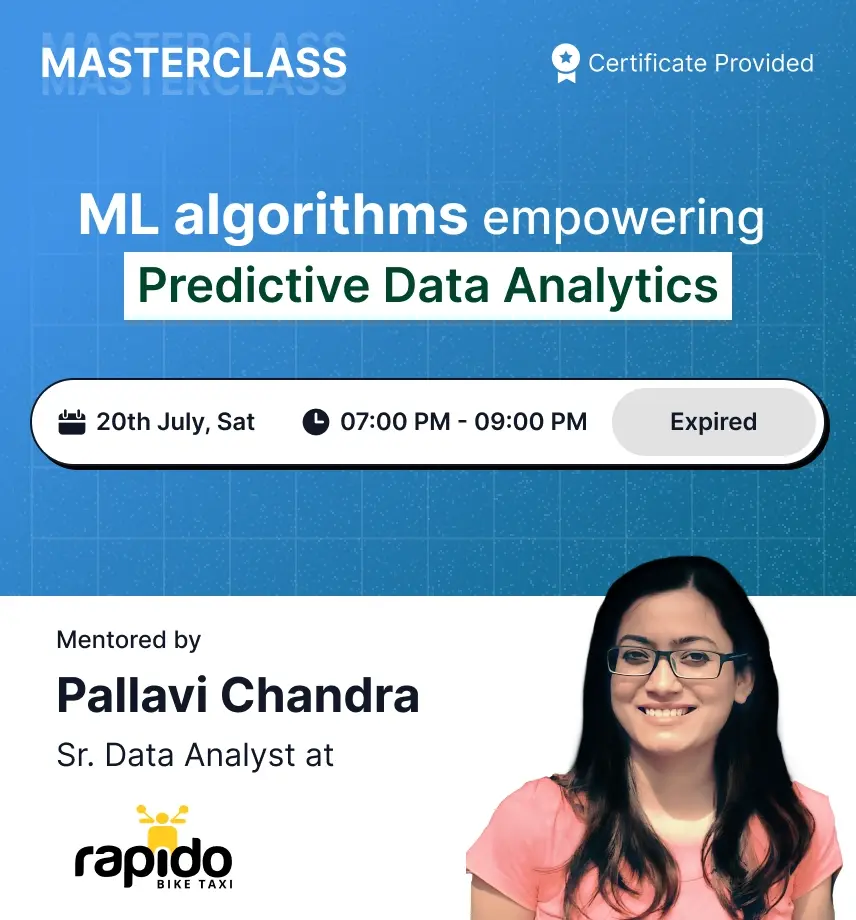 MASTERCLASS
Certificate Provided
ML algorithms empowering
Predictive Data Analytics
20th July, Sat 07:00 PM - 09:00 PM Expired
Mentored by
Pallavi Chandra
Sr. Data Analyst at
rapido
BIKE TAXI